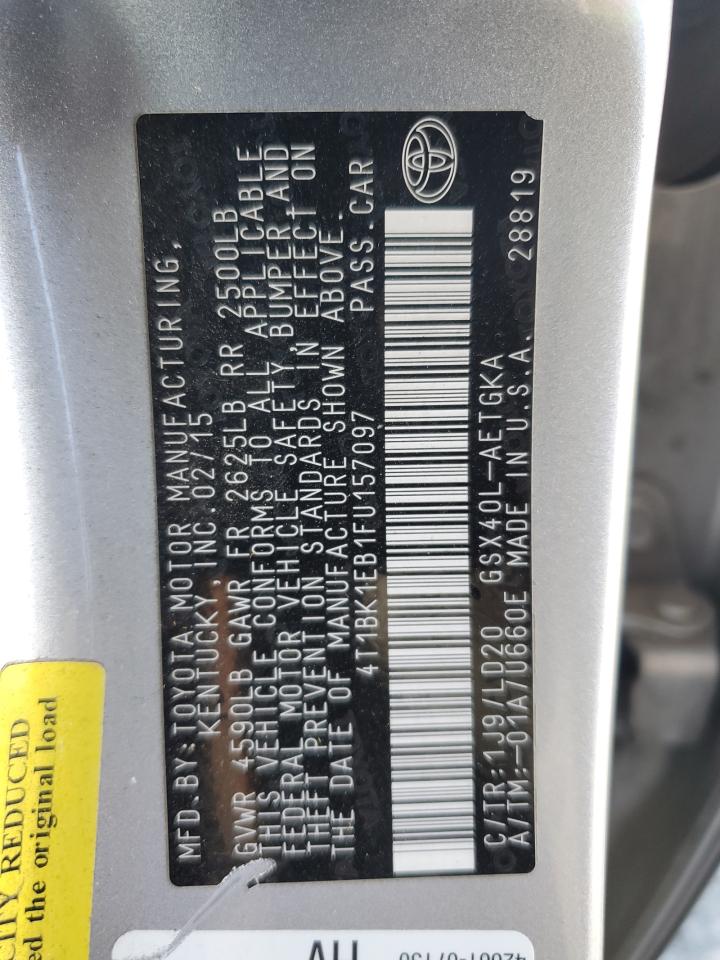 MFD.BY:TOYOTA MOTOR MANUFACTURING,
KENTUCKY, INC.02/15
GVWR 4590LB GAWR FR 2625LB RR 2500LB
THIS VEHICLE CONFORMS TO ALL APPLICABLE
FEDERAL MOTOR VEHICLE SAFETY, BUMPER AND
THEFT PREVENTION STANDARDS IN EFFECT ON
THE DATE OF MANUFACTURE SHOWN ABOVE.
4T1BK1EB1FU157097 PASS.CAR
C/TR:1J9/LD20 GSX40L-AETGKA
A/TM:-01A/U660E MADE IN U.S.A. 28819
CITY REDUCED
ed the original load